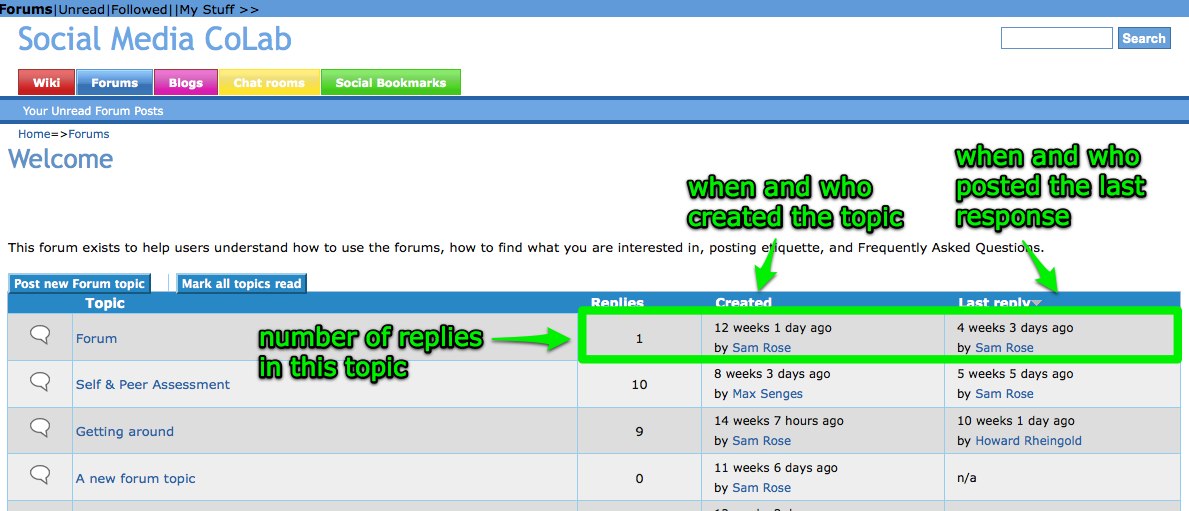 Forums|Unread|Followed||My Stuff >>
Social Media CoLab
Search
Wiki
Forums
Blogs
Chat rooms
Social Bookmarks
Your Unread Forum Posts
Home=>Forums
Welcome
when and who
created the topic
when and who
posted the last
response
This forum exists to help users understand how to use the forums, how to find what you are interested in, posting etiquette, and Frequently Asked Questions.
Post new Forum topic
Mark all topics read
Topic
Replies
Created
Last reply
number of replies
in this topic
Forum
1
12 weeks 1 day ago
by Sam Rose
4 weeks 3 days ago
by Sam Rose
Self & Peer Assessment
10
8 weeks 3 days ago
by Max Senges
5 weeks 5 days ago
by Sam Rose
Getting around
9
14 weeks 7 hours ago
by Sam Rose
10 weeks 1 day ago
by Howard Rheingold
A new forum topic
0
11 weeks 6 days ago
by Sam Rose
n/a